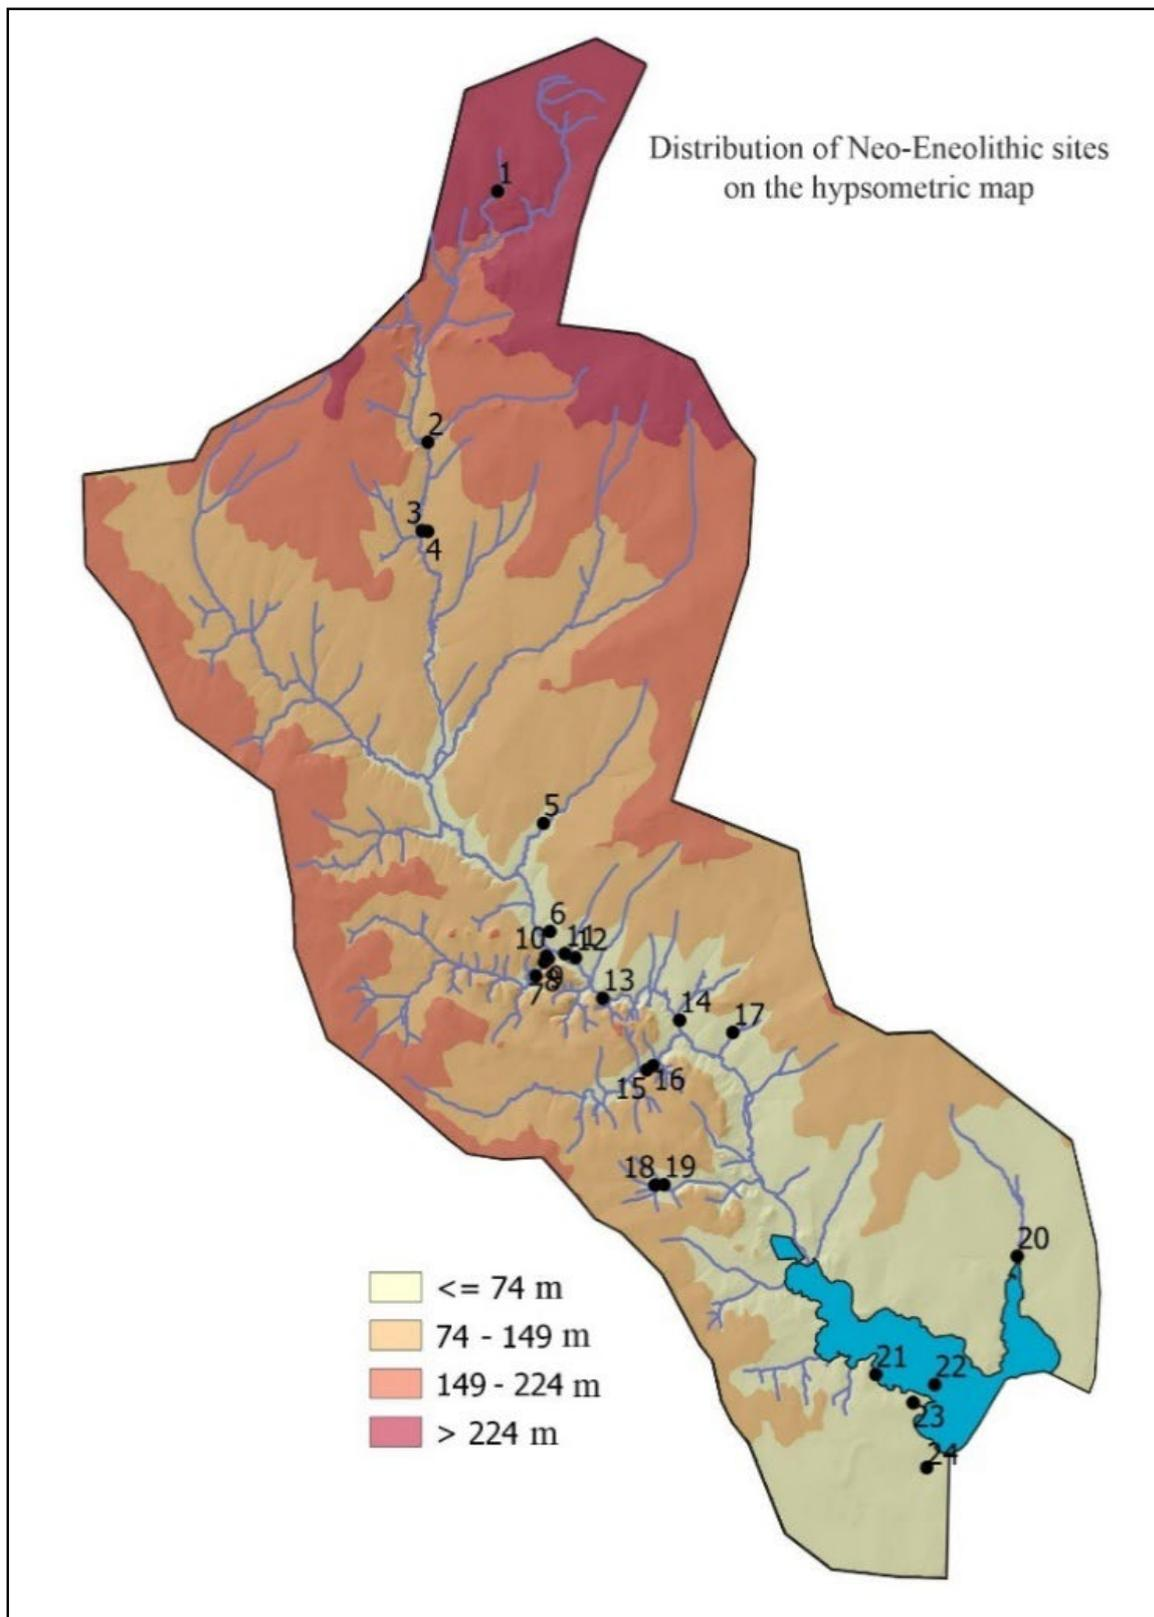 Distribution of Neo-Eneolithic sites
on the hypsometric map
1
2
3
4
5
6
10 11 12
7 8 9
13
14
17
15 16
18 19
20
21
22
23
24
<= 74 m
74 - 149 m
149 - 224 m
> 224 m